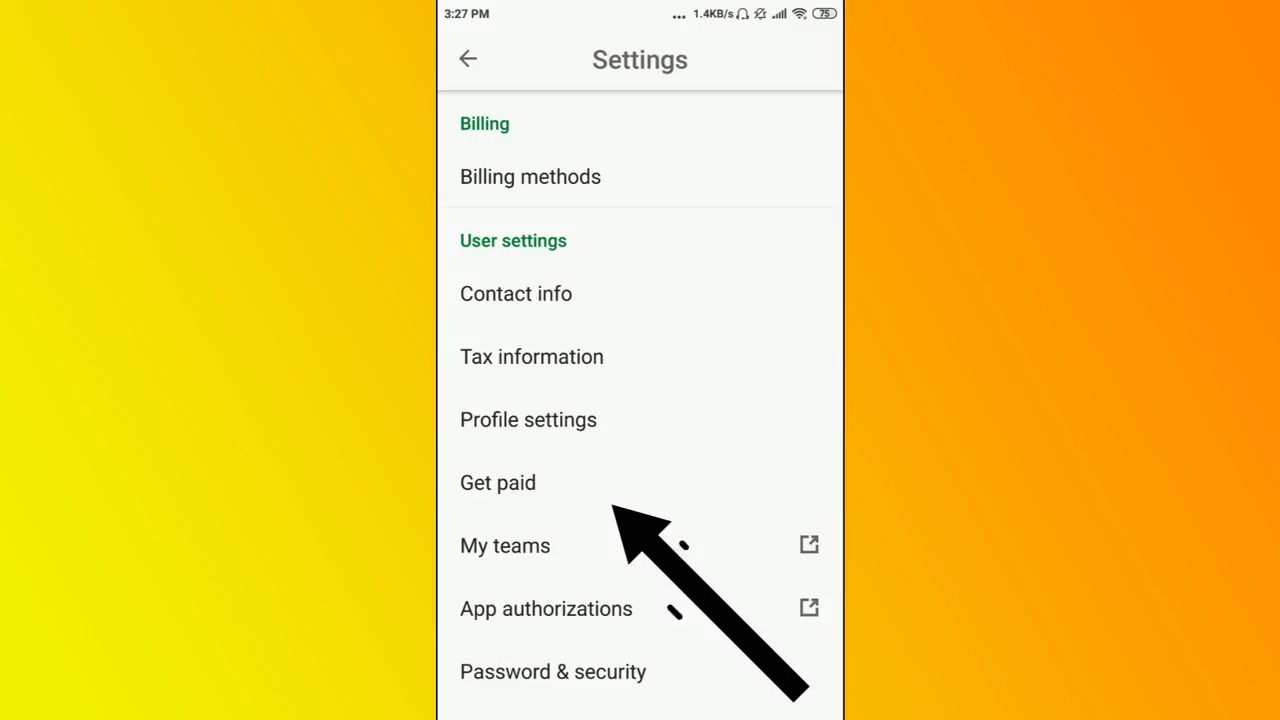 3:27 PM
... 1.4KB/s 75
Settings
Billing
Billing methods
User settings
Contact info
Tax information
Profile settings
Get paid
My teams
App authorizations
Password & security